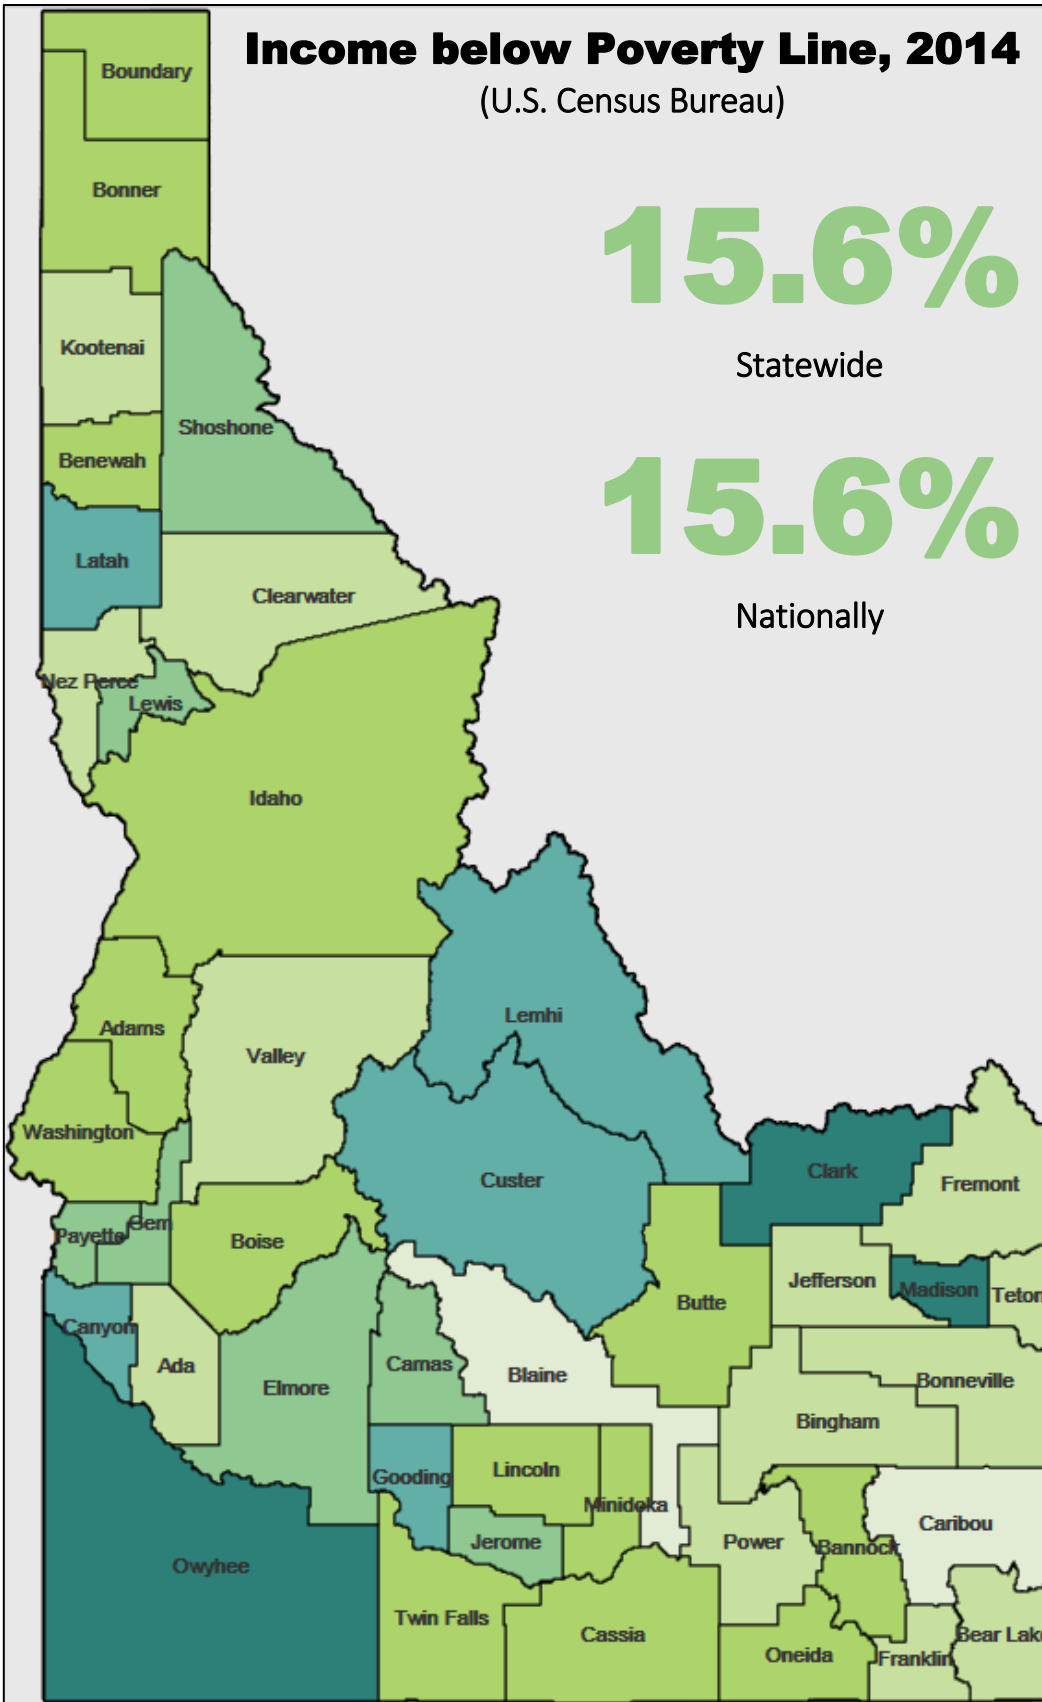 Income below Poverty Line, 2014
(U.S. Census Bureau)
Boundary
Bonner
15.6%
Statewide
Kootenai
Shoshone
Benewah
15.6%
Nationally
Latah
Clearwater
Nez Perce
Lewis
Idaho
Lemhi
Adams
Valley
Washington
Custer
Clark
Fremont
Payette
Gem
Boise
Jefferson
Madison
Teton
Butte
Canyon
Ada
Elmore
Camas
Blaine
Bonneville
Bingham
Gooding
Lincoln
Minidoka
Jerome
Power
Bannock
Caribou
Owyhee
Twin Falls
Cassia
Oneida
Franklin
Bear Lake